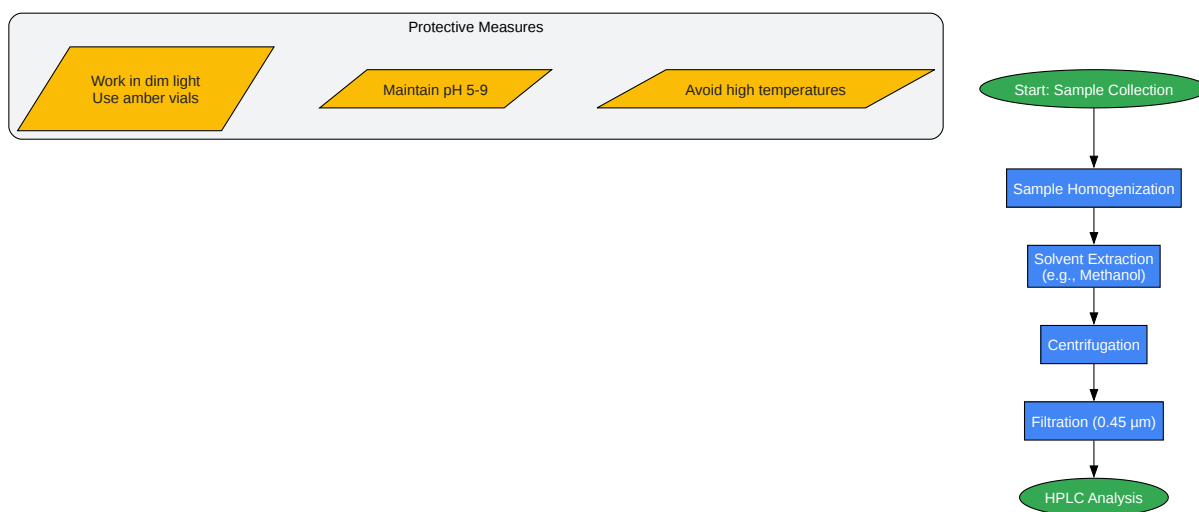 Protective Measures
Work in dim light
Use amber vials
Maintain pH 5-9
Avoid high temperatures
Start: Sample Collection
Sample Homogenization
Solvent Extraction
(e.g., Methanol)
Centrifugation
Filtration (0.45 µm)
HPLC Analysis